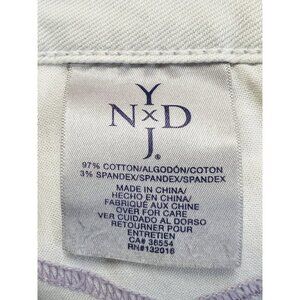 Y
N×D
J®
97% COTTON/ALGODÓN/COTON
3% SPANDEX/SPANDEX/SPANDEX
MADE IN CHINA/
HECHO EN CHINA/
FABRIQUÉ AUX CHINE
OVER FOR CARE
VER CUIDADO AL DORSO
RETOURNER POUR
ENTRETIEN
CA# 36554
RN#132016